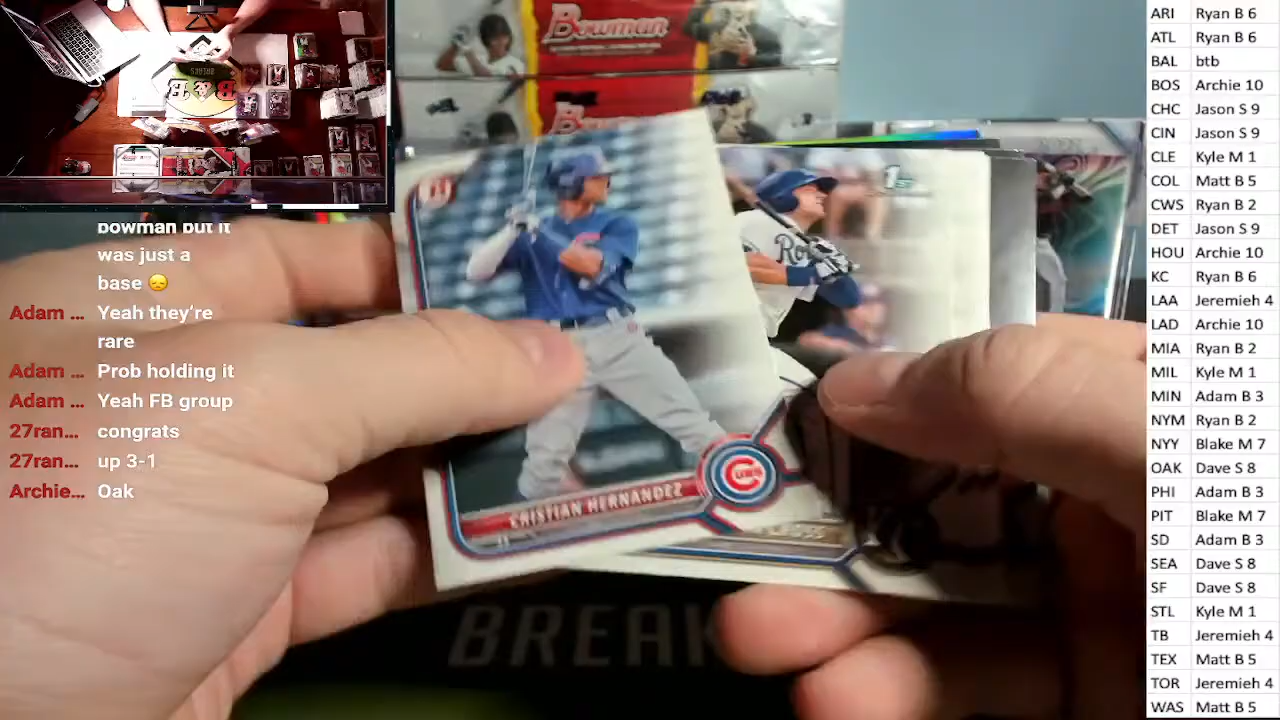 bowman but it
was just a
base 😞
Adam ... Yeah they're
rare
Adam ... Prob holding it
Adam ... Yeah FB group
27ran... congrats
27ran... up 3-1
Archie... Oak
BREAKS
B&B
Bowman
Bowman
1st
Ro
CRISTIAN HERNANDEZ
CUBS
BREAK
ARI Ryan B 6
ATL Ryan B 6
BAL btb
BOS Archie 10
CHC Jason S 9
CIN Jason S 9
CLE Kyle M 1
COL Matt B 5
CWS Ryan B 2
DET Jason S 9
HOU Archie 10
KC Ryan B 6
LAA Jeremieh 4
LAD Archie 10
MIA Ryan B 2
MIL Kyle M 1
MIN Adam B 3
NYM Ryan B 2
NYY Blake M 7
OAK Dave S 8
PHI Adam B 3
PIT Blake M 7
SD Adam B 3
SEA Dave S 8
SF Dave S 8
STL Kyle M 1
TB Jeremieh 4
TEX Matt B 5
TOR Jeremieh 4
WAS Matt B 5